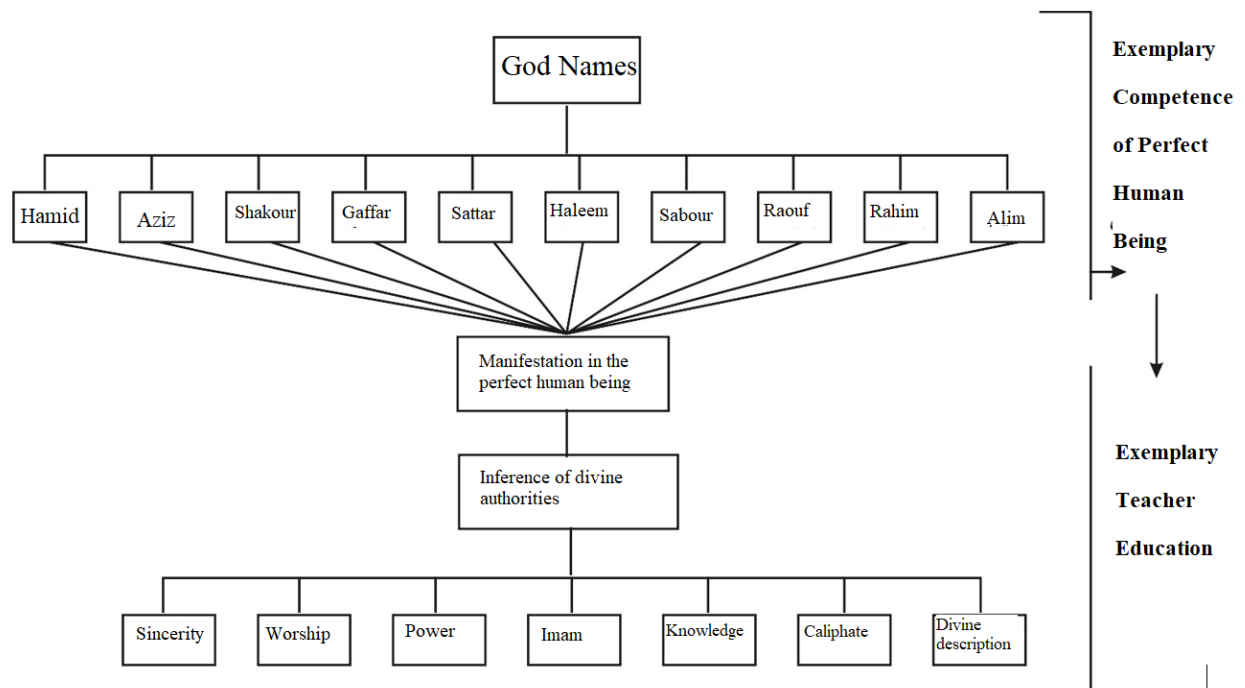 God Names
Exemplary
Competence
of Perfect
Human
Being
Hamid
Aziz
Shakour
Gaffar
Sattar
Haleem
Sabour
Raouf
Rahim
Alim
Manifestation in the
perfect human being
Inference of divine
authorities
Exemplary
Teacher
Education
Sincerity
Worship
Power
Imam
Knowledge
Caliphate
Divine
description